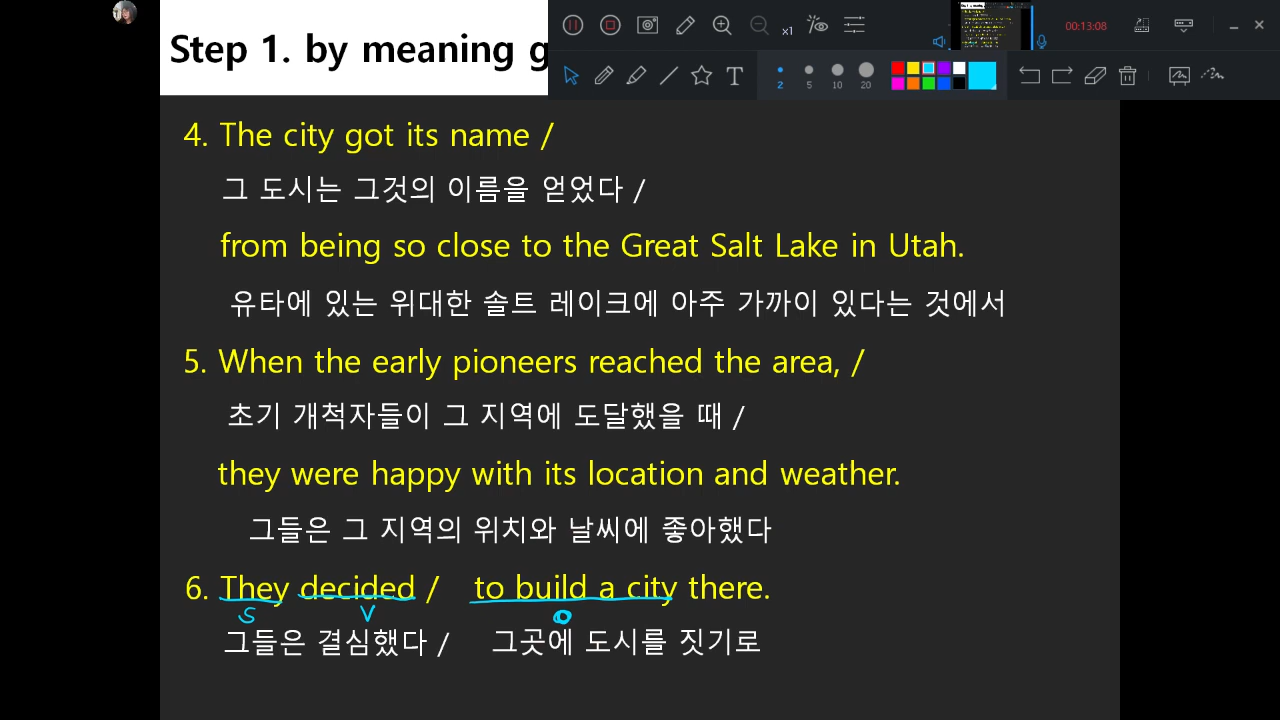 Step 1. by meaning g
x1
00:13:08
T
2 5 10 20
4. The city got its name /
그 도시는 그것의 이름을 얻었다 /
from being so close to the Great Salt Lake in Utah.
유타에 있는 위대한 솔트 레이크에 아주 가까이 있다는 것에서
5. When the early pioneers reached the area, /
초기 개척자들이 그 지역에 도달했을 때 /
they were happy with its location and weather.
그들은 그 지역의 위치와 날씨에 좋아했다
6. They decided / to build a city there.
S V O
그들은 결심했다 / 그곳에 도시를 짓기로